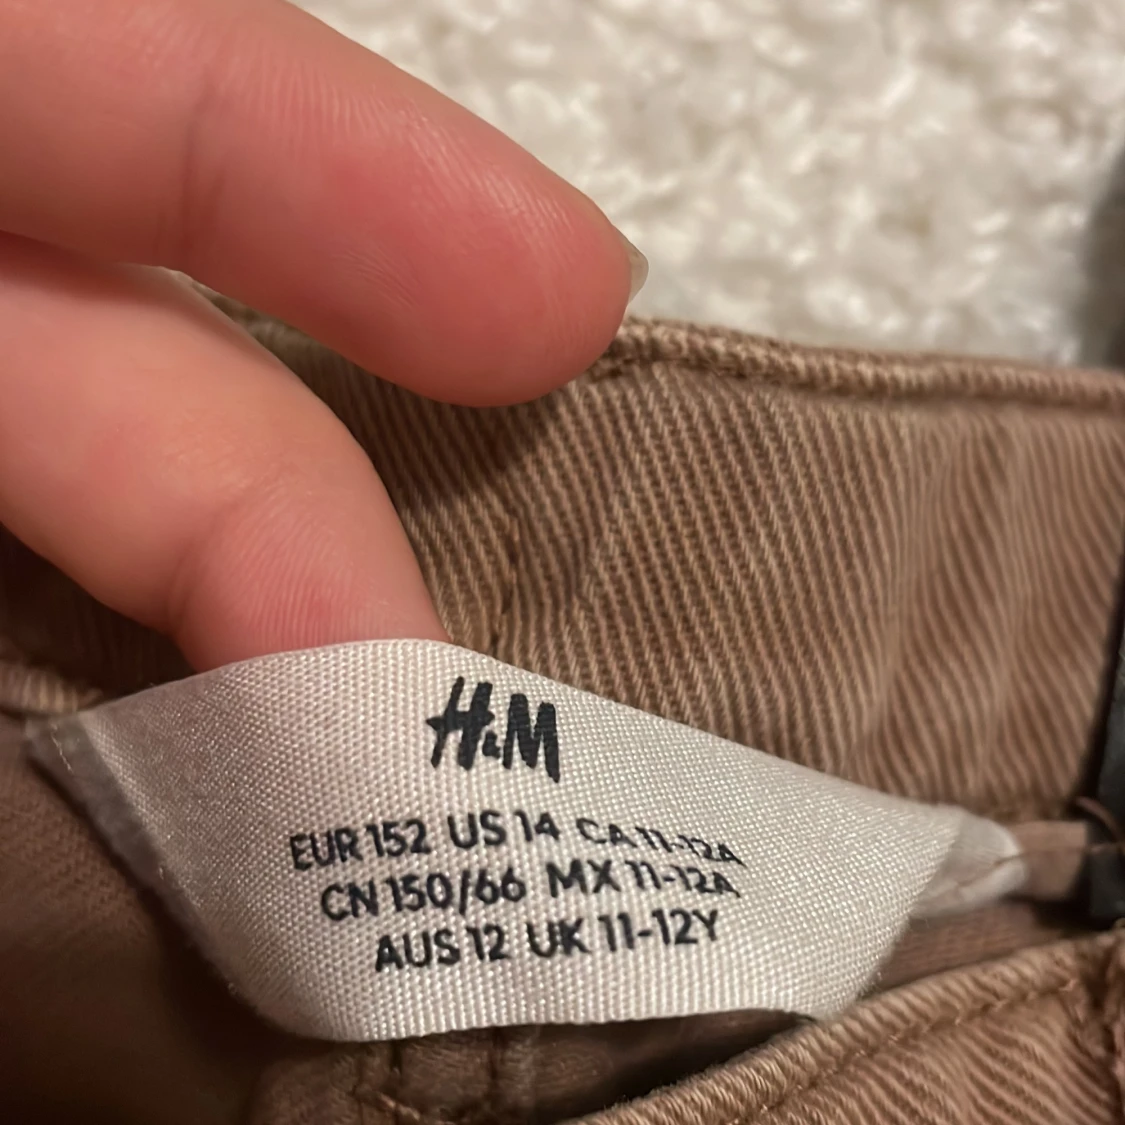 H&M
EUR 152 US 14 CA 11-12A
CN 150/66 MX 11-12A
AUS 12 UK 11-12Y